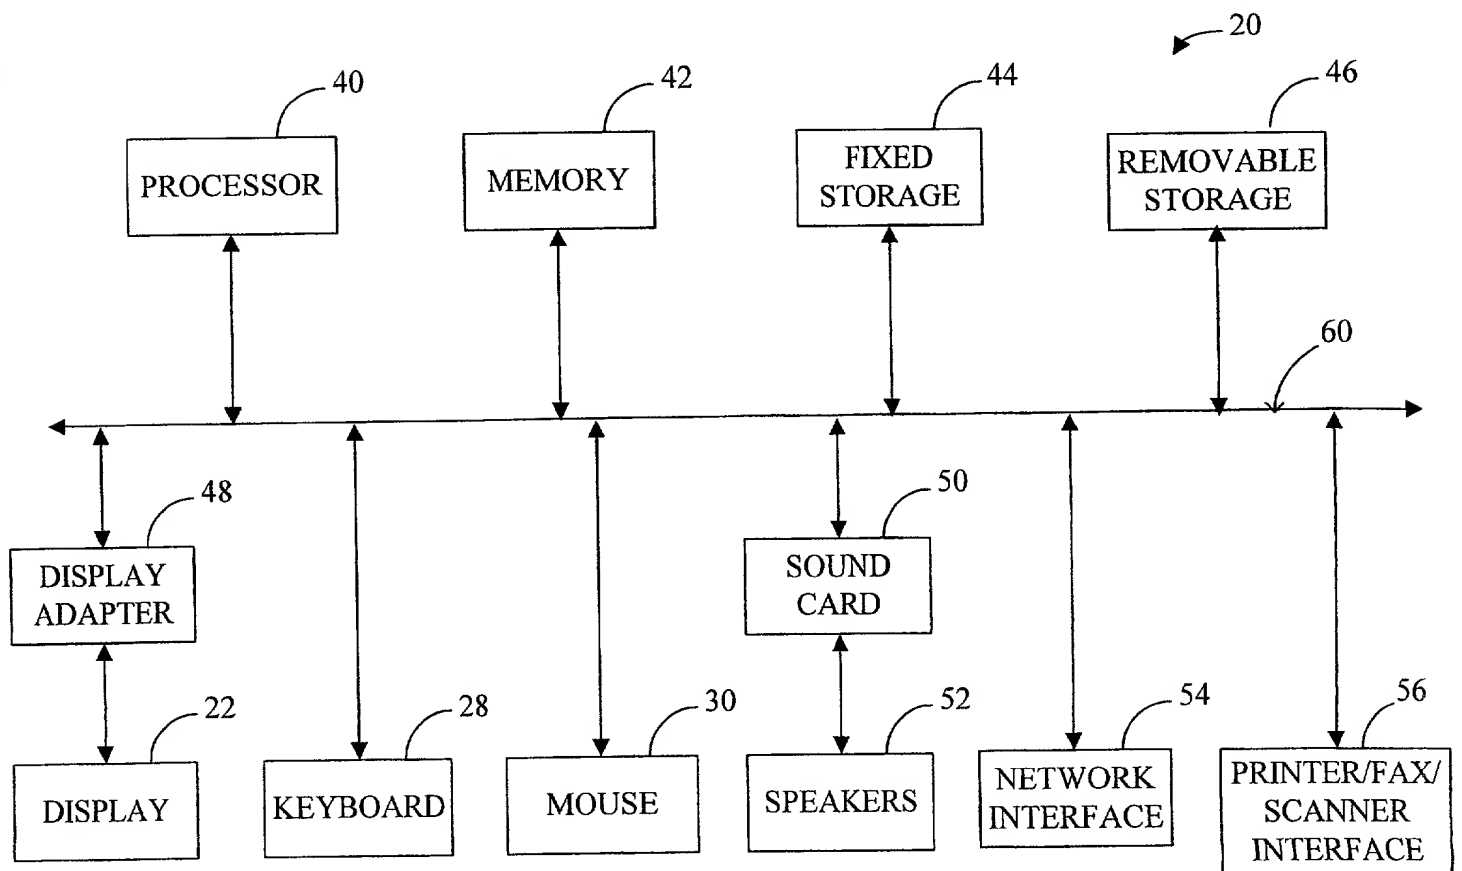 20
40
42
44
46
PROCESSOR
MEMORY
FIXED
STORAGE
REMOVABLE
STORAGE
60
48
50
DISPLAY
ADAPTER
SOUND
CARD
22
28
30
52
54
56
DISPLAY
KEYBOARD
MOUSE
SPEAKERS
NETWORK
INTERFACE
PRINTER/FAX/
SCANNER
INTERFACE